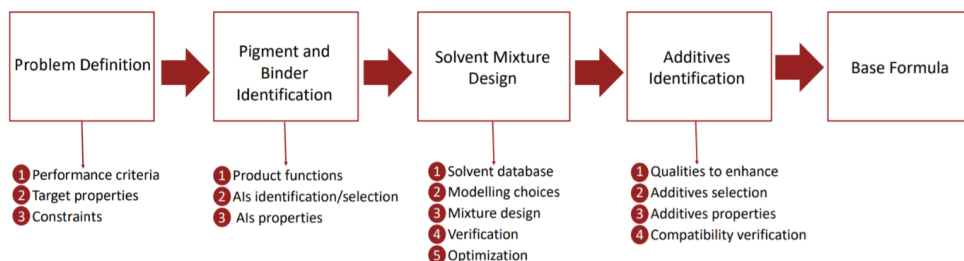 Problem Definition
Pigment and
Binder
Identification
Solvent Mixture
Design
Additives
Identification
Base Formula
1 Performance criteria
2 Target properties
3 Constraints
1 Product functions
2 AIs identification/selection
3 AIs properties
1 Solvent database
2 Modelling choices
3 Mixture design
4 Verification
5 Optimization
1 Qualities to enhance
2 Additives selection
3 Additives properties
4 Compatibility verification